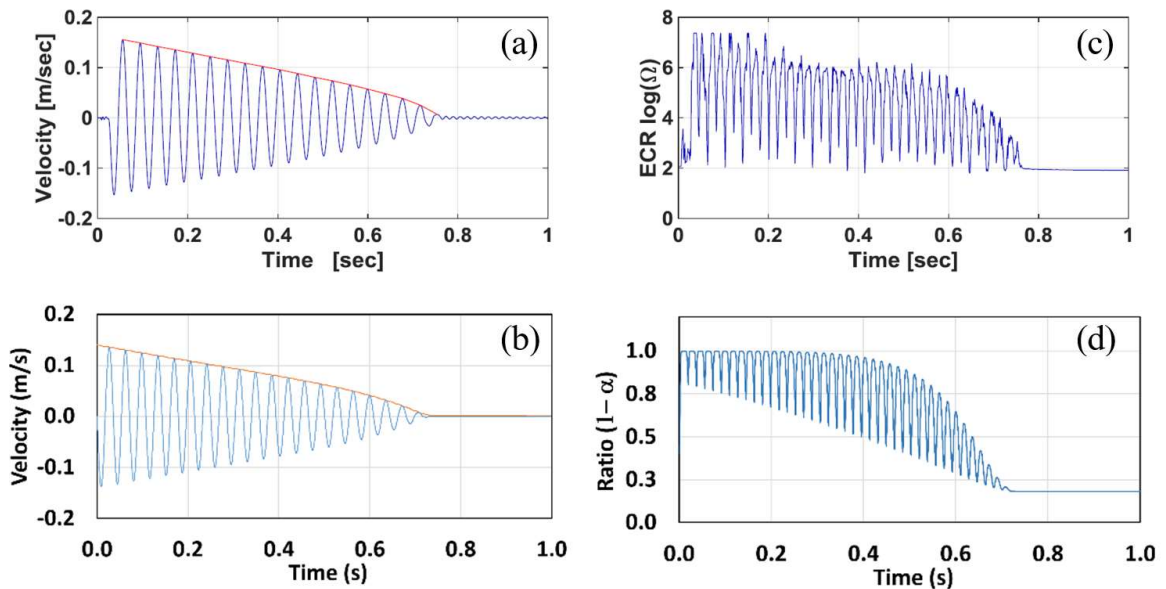 (a)
Velocity [m/sec]
0.2
0.1
0
-0.1
-0.2
0 0.2 0.4 0.6 0.8 1
Time [sec]
(c)
ECR log(Ω)
8
6
4
2
0
0 0.2 0.4 0.6 0.8 1
Time [sec]
(b)
Velocity (m/s)
0.2
0.1
0.0
-0.1
-0.2
0.0 0.2 0.4 0.6 0.8 1.0
Time (s)
(d)
Ratio (1− α)
1.0
0.8
0.5
0.3
0.0
0.0 0.2 0.4 0.6 0.8 1.0
Time (s)